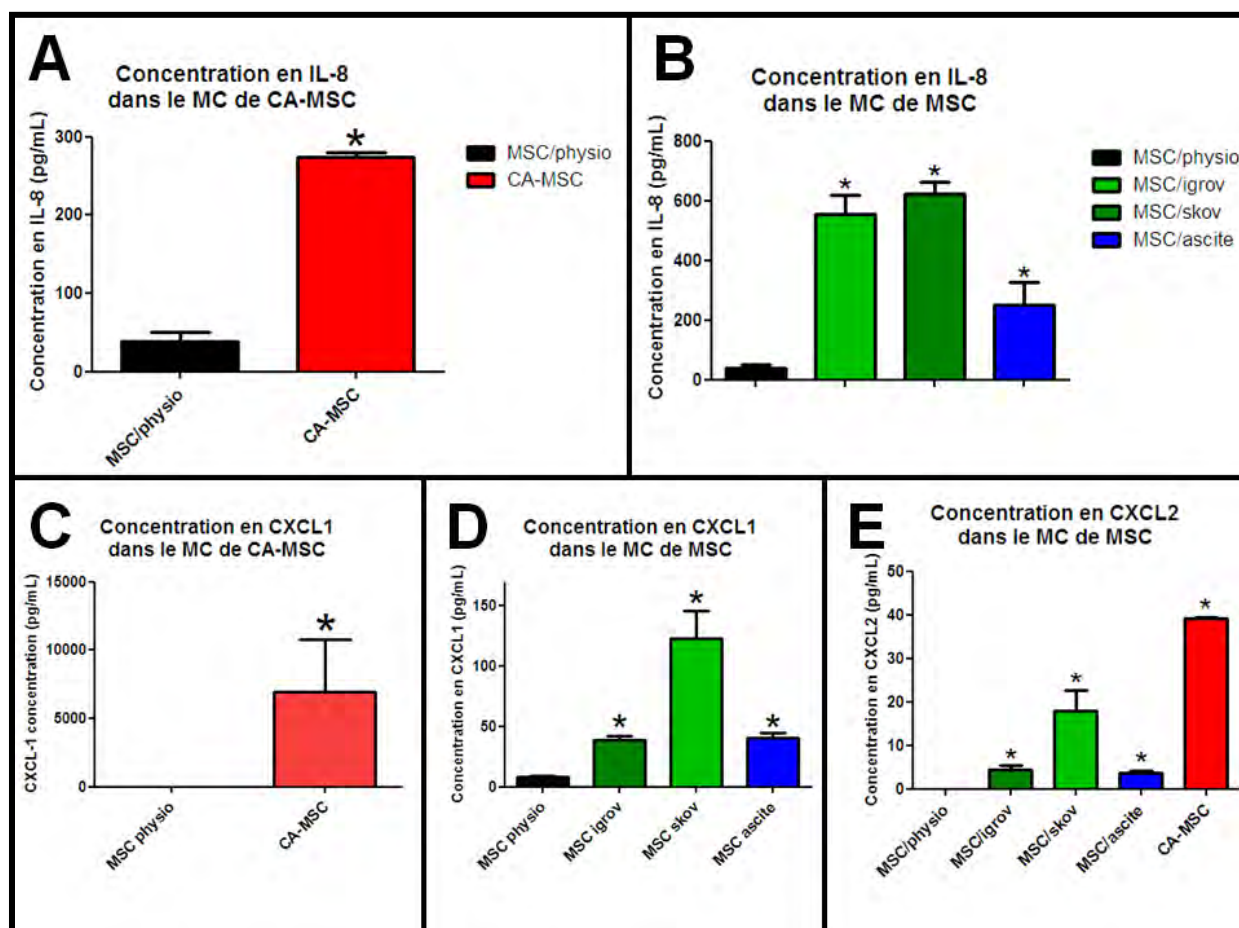 A
Concentration en IL-8
dans le MC de CA-MSC
Concentration en IL-8 (pg/mL)
300
200
100
0
*
MSC/physio
CA-MSC
MSC/physio
CA-MSC
B
Concentration en IL-8
dans le MC de MSC
Concentration en IL-8 (pg/mL)
800
600
400
200
0
*
*
*
MSC/physio
MSC/igrov
MSC/skov
MSC/ascite
C
Concentration en CXCL1
dans le MC de CA-MSC
CXCL-1 concentration (pg/mL)
15000
10000
5000
0
*
MSC physio
CA-MSC
D
Concentration en CXCL1
dans le MC de MSC
Concentration en CXCL1 (pg/mL)
150
100
50
0
*
*
*
MSC physio
MSC igrov
MSC skov
MSC ascite
E
Concentration en CXCL2
dans le MC de MSC
Concentration en CXCL2 (pg/mL)
50
40
30
20
10
0
*
*
*
*
MSC/physio
MSC/igrov
MSC/skov
MSC/ascite
CA-MSC